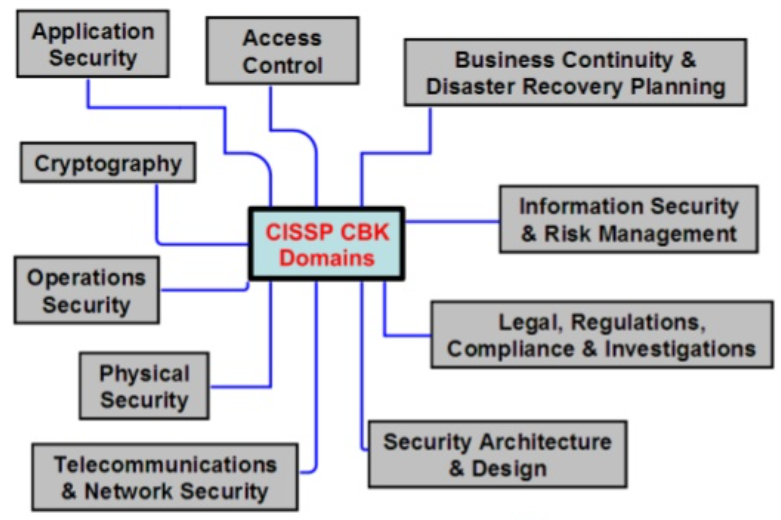 Application
Security
Access
Control
Business Continuity &
Disaster Recovery Planning
Cryptography
CISSP CBK
Domains
Information Security
& Risk Management
Operations
Security
Legal, Regulations,
Compliance & Investigations
Physical
Security
Security Architecture
& Design
Telecommunications
& Network Security